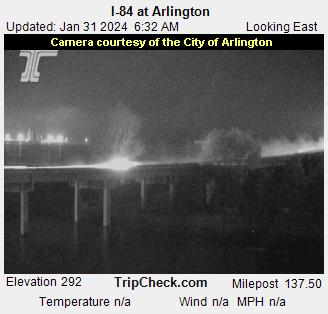 I-84 at Arlington
Updated: Jan 31 2024 6:32 AM Looking East
Camera courtesy of the City of Arlington
Elevation 292 TripCheck.com Milepost 137.50
Temperature n/a Wind n/a MPH n/a